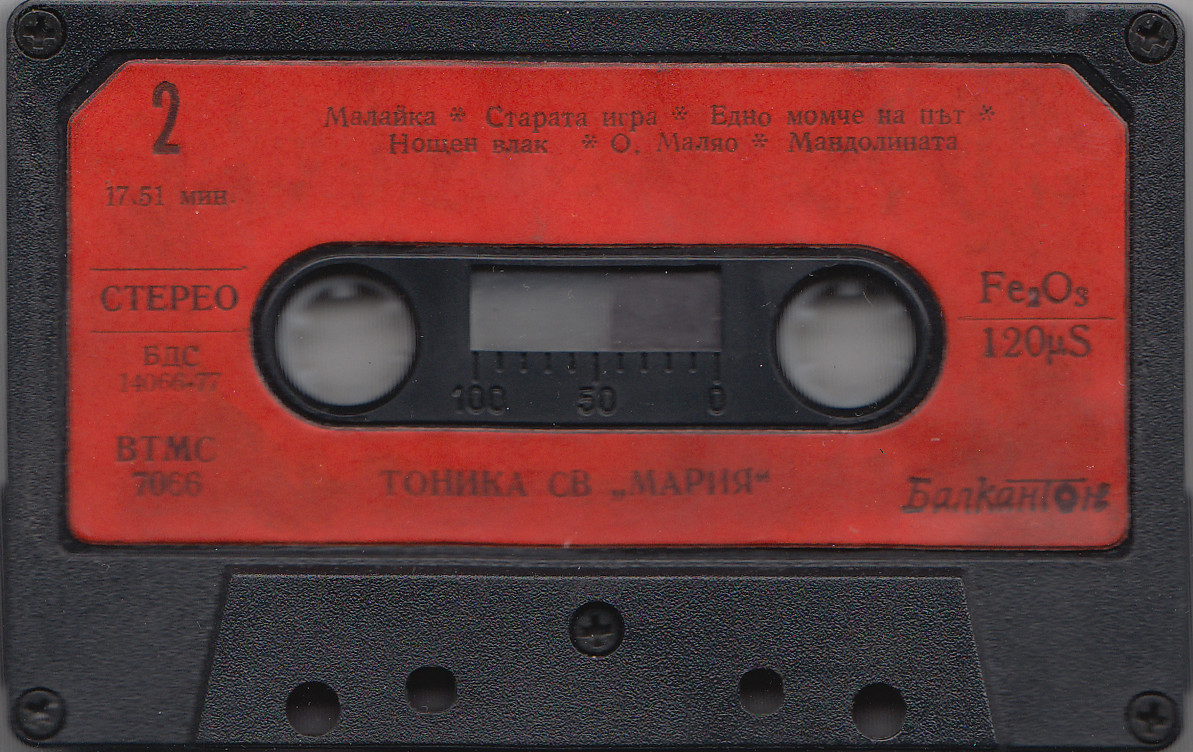 2
Малайка * Старата игра * Едно момче на път *
Нощен влак * О, Маляо * Мандолината
17.51 мин.
СТЕРЕО
БДС
14066-77
ВТМС
7066
Fe₂O₃
120µS
100 50 0
ТОНИКА СВ „МАРИЯ“
Балкантон